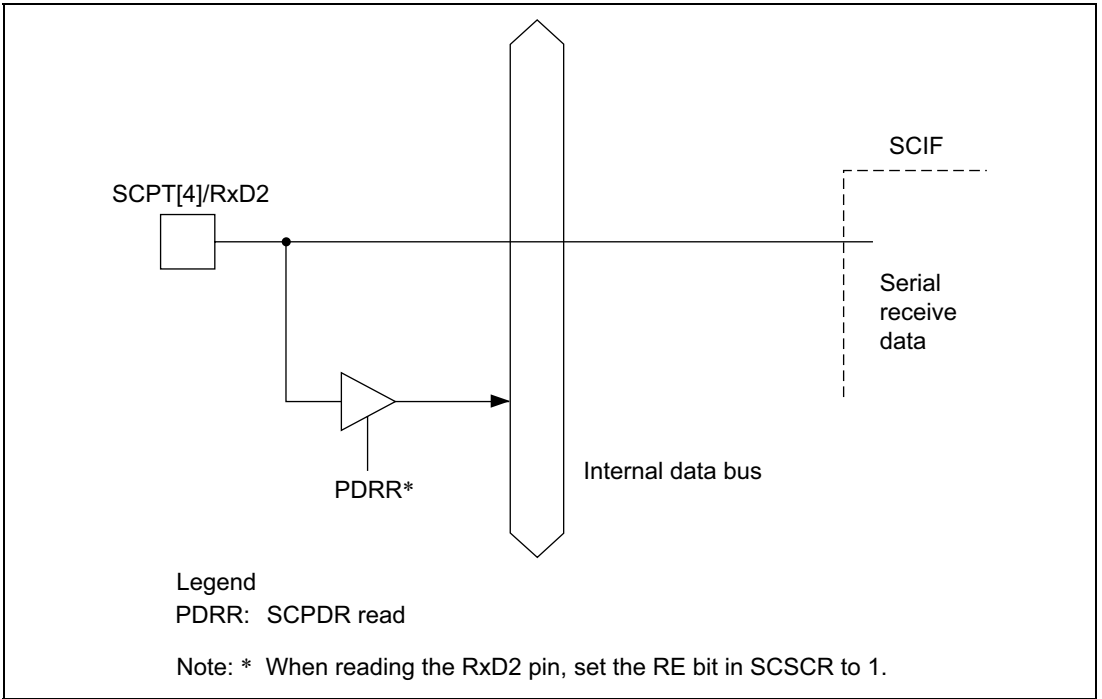 SCIF
SCPT[4]/RxD2
Serial
receive
data
Internal data bus
PDRR*
Legend
PDRR: SCPDR read
Note: * When reading the RxD2 pin, set the RE bit in SCSCR to 1.